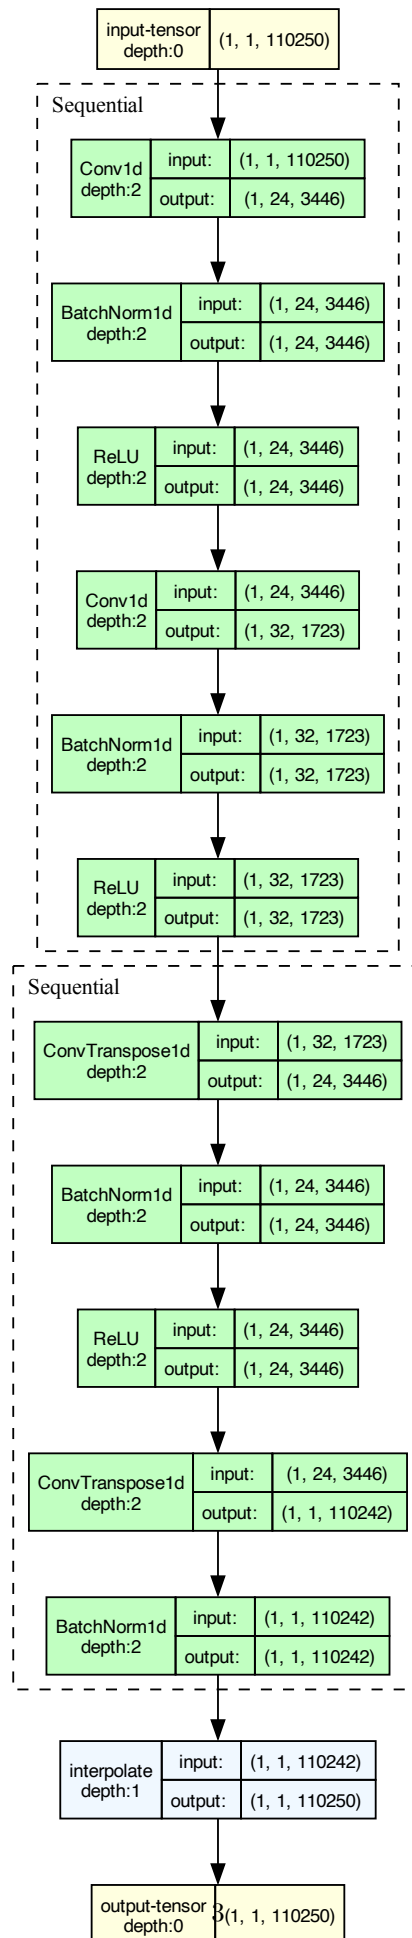 input-tensor
depth:0
(1, 1, 110250)
Sequential
Conv1d
depth:2
input:
(1, 1, 110250)
output:
(1, 24, 3446)
BatchNorm1d
depth:2
input:
(1, 24, 3446)
output:
(1, 24, 3446)
ReLU
depth:2
input:
(1, 24, 3446)
output:
(1, 24, 3446)
Conv1d
depth:2
input:
(1, 24, 3446)
output:
(1, 32, 1723)
BatchNorm1d
depth:2
input:
(1, 32, 1723)
output:
(1, 32, 1723)
ReLU
depth:2
input:
(1, 32, 1723)
output:
(1, 32, 1723)
Sequential
ConvTranspose1d
depth:2
input:
(1, 32, 1723)
output:
(1, 24, 3446)
BatchNorm1d
depth:2
input:
(1, 24, 3446)
output:
(1, 24, 3446)
ReLU
depth:2
input:
(1, 24, 3446)
output:
(1, 24, 3446)
ConvTranspose1d
depth:2
input:
(1, 24, 3446)
output:
(1, 1, 110242)
BatchNorm1d
depth:2
input:
(1, 1, 110242)
output:
(1, 1, 110242)
interpolate
depth:1
input:
(1, 1, 110242)
output:
(1, 1, 110250)
output-tensor
depth:0
3
(1, 1, 110250)